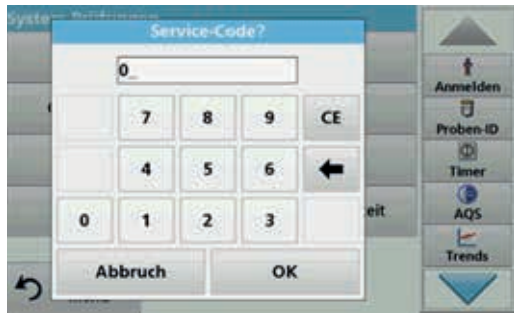 System Prüfungen
Service-Code?
0_
7 8 9 CE
4 5 6
0 1 2 3
eit
Abbruch OK
Anmelden
Proben-ID
Timer
AQS
Trends